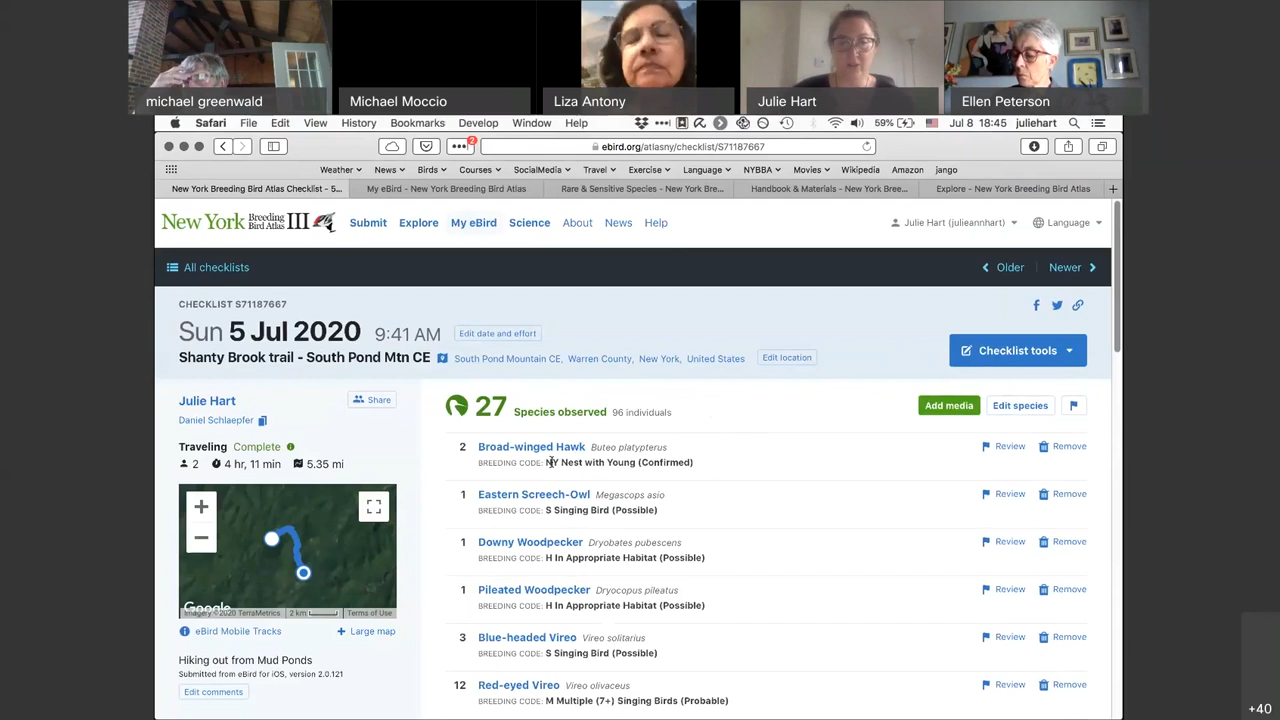 michael greenwald
Michael Moccio
Liza Antony
Julie Hart
Ellen Peterson
Safari File Edit View History Bookmarks Develop Window Help
2
59% Jul 8 18:45 juliehart
ebird.org/atlasny/checklist/S71187667
Weather News Birds Courses SocialMedia Travel Exercise Language NYBBA Movies Wikipedia Amazon jango
New York Breeding Bird Atlas Checklist - 5...
My eBird - New York Breeding Bird Atlas
Rare & Sensitive Species - New York Bre...
Handbook & Materials - New York Bree...
Explore - New York Breeding Bird Atlas
New York Breeding Bird Atlas III
Submit Explore My eBird Science About News Help
Julie Hart (julieannhart)
Language
All checklists
Older
Newer
CHECKLIST S71187667
Sun 5 Jul 2020 9:41 AM
Edit date and effort
Shanty Brook trail - South Pond Mtn CE
South Pond Mountain CE, Warren County, New York, United States
Edit location
Checklist tools
Julie Hart
Share
Daniel Schlaepfer
Traveling Complete
2 4 hr, 11 min 5.35 mi
+
−
Google
Imagery ©2020 TerraMetrics 2 km Terms of Use
eBird Mobile Tracks
Large map
Hiking out from Mud Ponds
Submitted from eBird for iOS, version 2.0.121
Edit comments
27 Species observed 96 individuals
Add media
Edit species
2 Broad-winged Hawk Buteo platypterus
Review Remove
BREEDING CODE: NY Nest with Young (Confirmed)
1 Eastern Screech-Owl Megascops asio
Review Remove
BREEDING CODE: S Singing Bird (Possible)
1 Downy Woodpecker Dryobates pubescens
Review Remove
BREEDING CODE: H In Appropriate Habitat (Possible)
1 Pileated Woodpecker Dryocopus pileatus
Review Remove
BREEDING CODE: H In Appropriate Habitat (Possible)
3 Blue-headed Vireo Vireo solitarius
Review Remove
BREEDING CODE: S Singing Bird (Possible)
12 Red-eyed Vireo Vireo olivaceus
Review Remove
BREEDING CODE: M Multiple (7+) Singing Birds (Probable)
+40